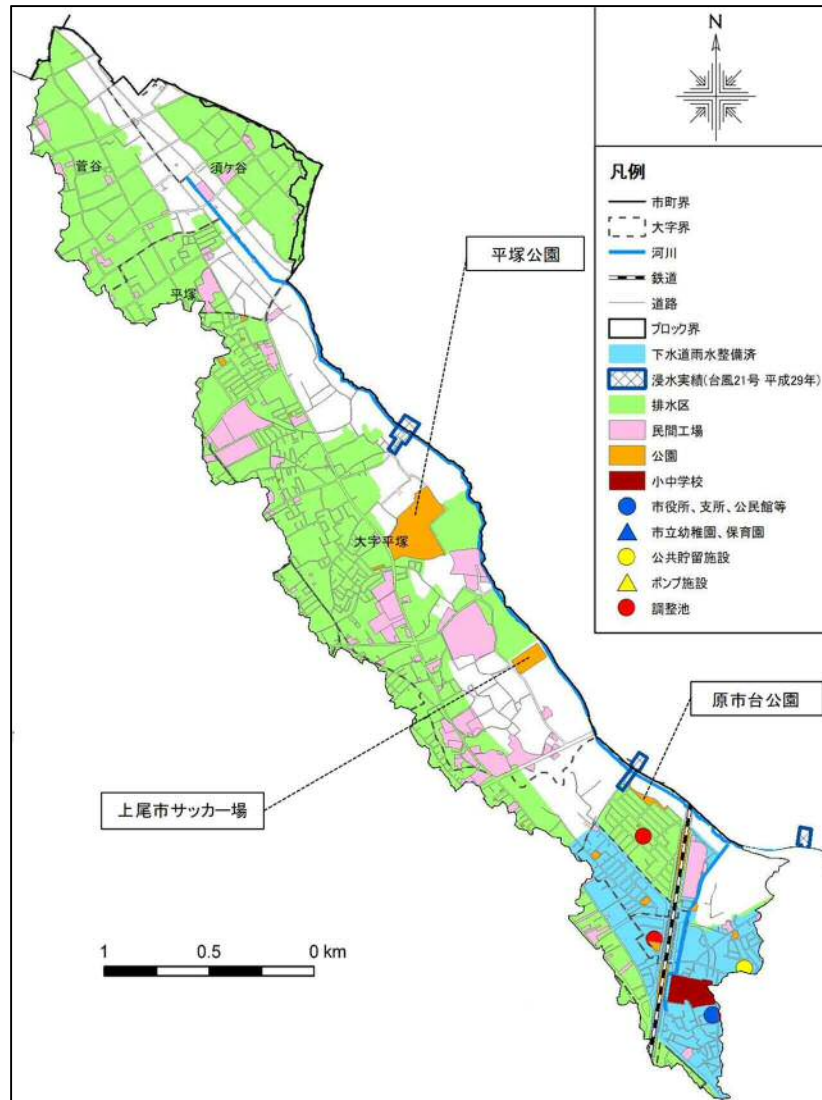 N
凡例
市町界
大字界
河川
鉄道
道路
ブロック界
下水道雨水整備済
浸水実績(台風21号 平成29年)
排水区
民間工場
公園
小中学校
市役所、支所、公民館等
市立幼稚園、保育園
公共貯留施設
ポンプ施設
調整池
菅谷
須ケ谷
平塚公園
平塚
大字平塚
原市台公園
上尾市サッカー場
1 0.5 0 km